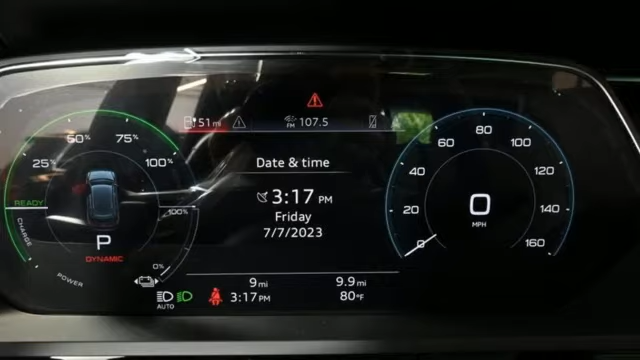 51 mi
FM 107.5
50%
75%
25%
100%
READY
CHARGE
P
DYNAMIC
POWER
100%
0%
Date & time
3:17 PM
Friday
7/7/2023
9 mi
9.9 mi
AUTO
3:17 PM
80°F
0
20
40
60
80
100
120
140
160
0
MPH